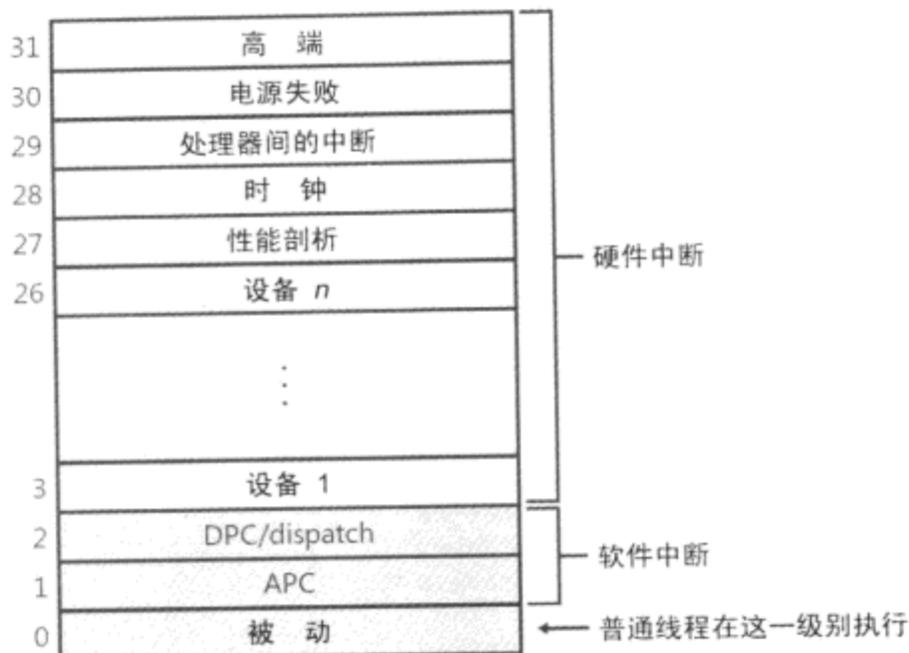 31 高 端
30 电源失败
29 处理器间的中断
28 时 钟
27 性能剖析
硬件中断
26 设备 n
⋮
3 设备 1
2 DPC/dispatch
软件中断
1 APC
0 被 动
普通线程在这一级别执行